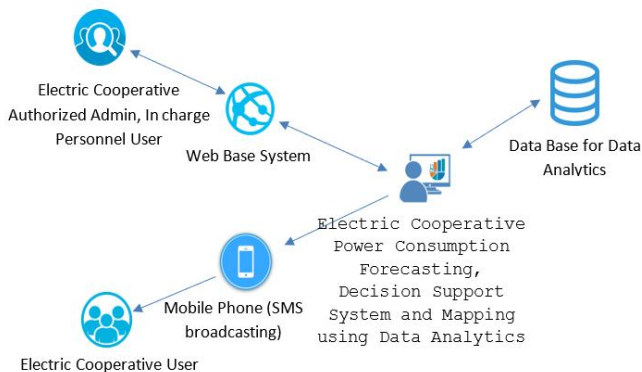 Electric Cooperative
Authorized Admin, In charge
Personnel User
Web Base System
Data Base for Data
Analytics
Electric Cooperative
Power Consumption
Forecasting,
Decision Support
System and Mapping
using Data Analytics
Mobile Phone (SMS
broadcasting)
Electric Cooperative User